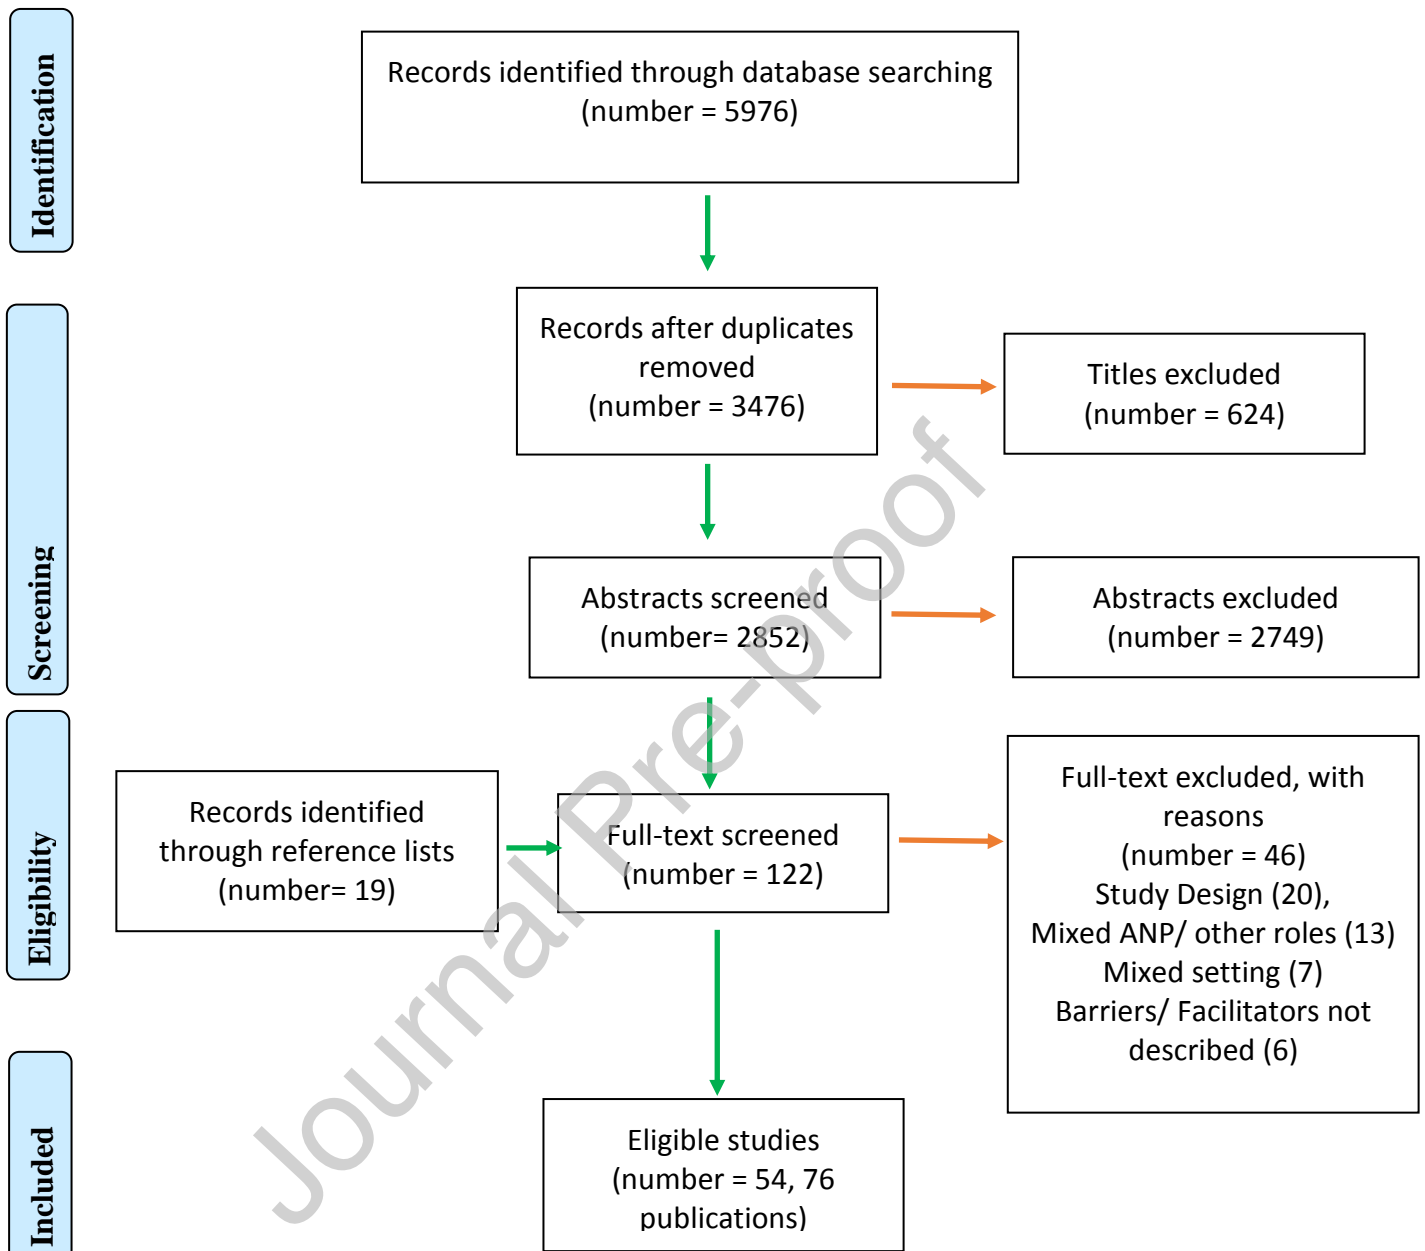 Identification
Records identified through database searching
(number = 5976)
Records after duplicates
removed
(number = 3476)
Titles excluded
(number = 624)
Screening
Abstracts screened
(number= 2852)
Abstracts excluded
(number = 2749)
Eligibility
Records identified
through reference lists
(number= 19)
Full-text screened
(number = 122)
Full-text excluded, with
reasons
(number = 46)
Study Design (20),
Mixed ANP/ other roles (13)
Mixed setting (7)
Barriers/ Facilitators not
described (6)
Included
Eligible studies
(number = 54, 76
publications)
Journal Pre-proof